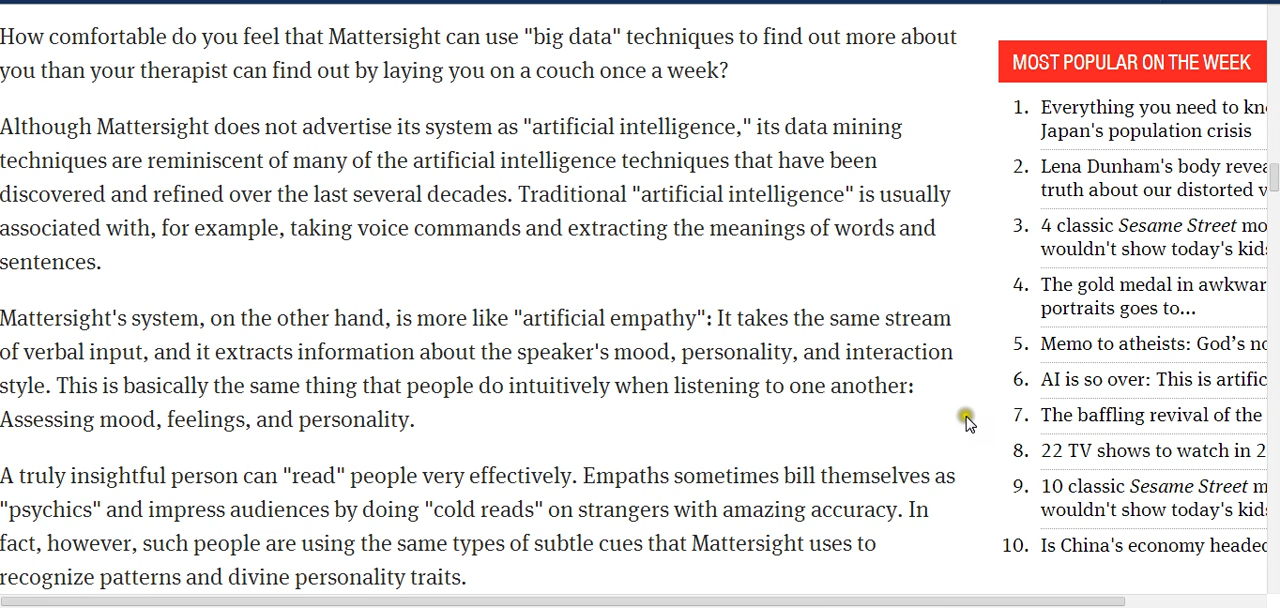 How comfortable do you feel that Mattersight can use "big data" techniques to find out more about
you than your therapist can find out by laying you on a couch once a week?
Although Mattersight does not advertise its system as "artificial intelligence," its data mining
techniques are reminiscent of many of the artificial intelligence techniques that have been
discovered and refined over the last several decades. Traditional "artificial intelligence" is usually
associated with, for example, taking voice commands and extracting the meanings of words and
sentences.
Mattersight's system, on the other hand, is more like "artificial empathy": It takes the same stream
of verbal input, and it extracts information about the speaker's mood, personality, and interaction
style. This is basically the same thing that people do intuitively when listening to one another:
Assessing mood, feelings, and personality.
A truly insightful person can "read" people very effectively. Empaths sometimes bill themselves as
"psychics" and impress audiences by doing "cold reads" on strangers with amazing accuracy. In
fact, however, such people are using the same types of subtle cues that Mattersight uses to
recognize patterns and divine personality traits.
MOST POPULAR ON THE WEEK
1. Everything you need to
Japan's population crisis
2. Lena Dunham's body
truth about our distorted
3. 4 classic Sesame Street
wouldn't show today's
4. The gold medal in
portraits goes to...
5. Memo to atheists: God's
6. AI is so over: This is
7. The baffling revival of the
8. 22 TV shows to watch in
9. 10 classic Sesame Street
wouldn't show today's
10. Is China's economy